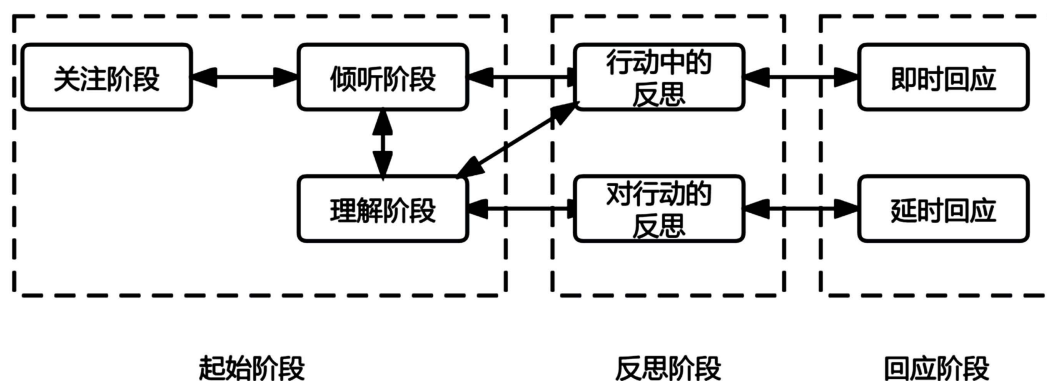 关注阶段
倾听阶段
行动中的
反思
即时回应
理解阶段
对行动的
反思
延时回应
起始阶段
反思阶段
回应阶段